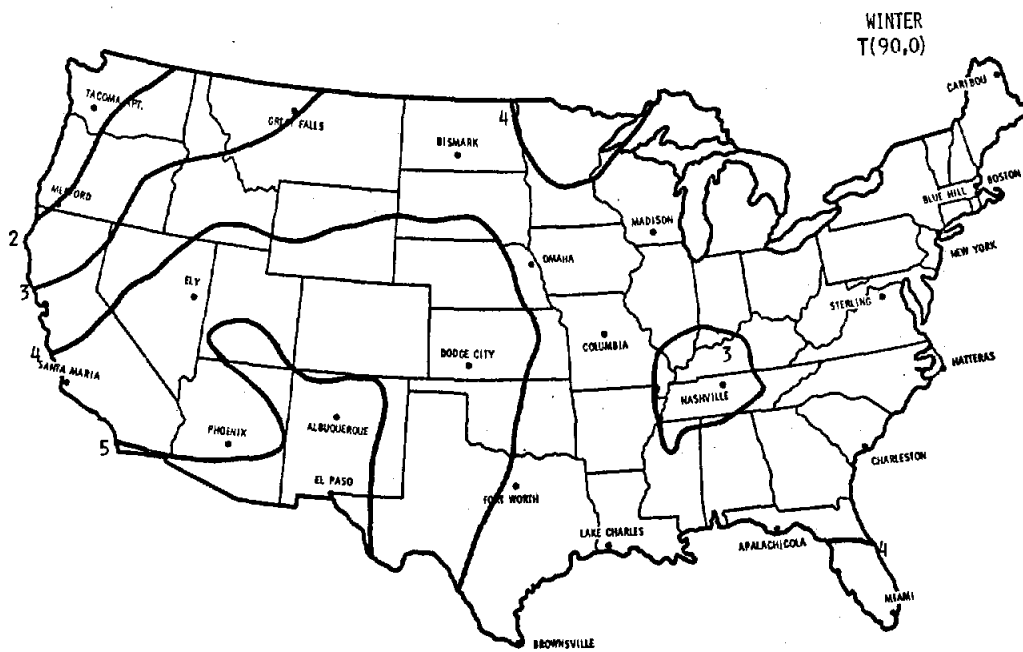 WINTER
T(90,0)
CARIBOU
TACOMA APT.
GREAT FALLS
4
BISMARK
MEDFORD
BLUE HILL
BOSTON
MADISON
2
NEW YORK
OMAHA
ELY
3
STERLING
COLUMBIA
4
DODGE CITY
3
HATTERAS
SANTA MARIA
NASHVILLE
PHOENIX
ALBUQUERQUE
5
CHARLESTON
EL PASO
FORT WORTH
LAKE CHARLES
APALACHICOLA
4
MIAMI
BROWNSVILLE